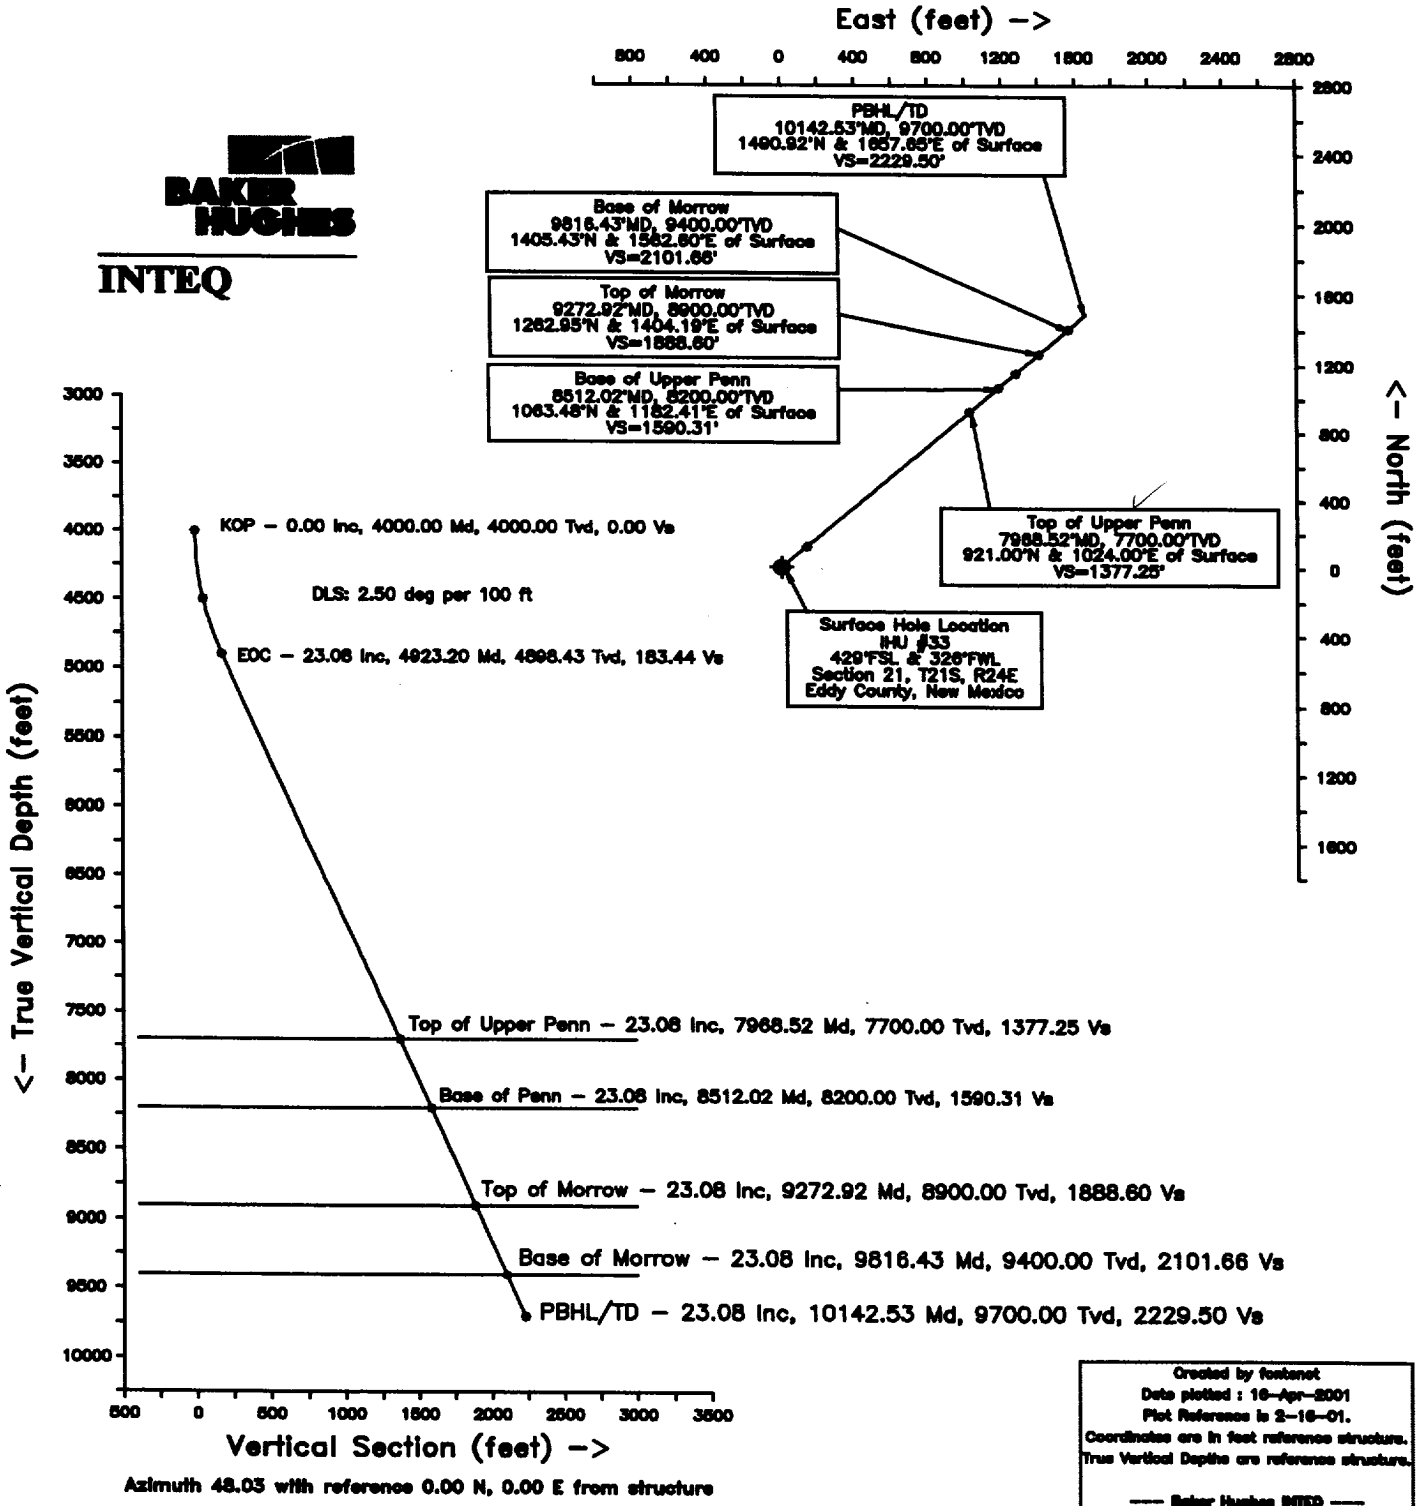 East (feet) –>
800 400 0 400 800 1200 1600 2000 2400 2800
2800
2400
2000
1600
1200
800
400
0
400
800
1200
1600
<– North (feet)
BAKER
HUGHES
INTEQ
PBHL/TD
10142.53'MD, 9700.00'TVD
1490.92'N & 1657.65'E of Surface
VS=2229.50'
Base of Morrow
9816.43'MD, 9400.00'TVD
1405.43'N & 1562.60'E of Surface
VS=2101.66'
Top of Morrow
9272.92'MD, 8900.00'TVD
1262.95'N & 1404.19'E of Surface
VS=1888.60'
Base of Upper Penn
8512.02'MD, 8200.00'TVD
1063.48'N & 1182.41'E of Surface
VS=1590.31'
Top of Upper Penn
7968.52'MD, 7700.00'TVD
921.00'N & 1024.00'E of Surface
VS=1377.25'
Surface Hole Location
IHU #33
429'FSL & 326'FWL
Section 21, T21S, R24E
Eddy County, New Mexico
<– True Vertical Depth (feet)
3000
3500
4000
4500
5000
5500
6000
6500
7000
7500
8000
8500
9000
9500
10000
KOP – 0.00 Inc, 4000.00 Md, 4000.00 Tvd, 0.00 Vs
DLS: 2.50 deg per 100 ft
EOC – 23.08 Inc, 4923.20 Md, 4898.43 Tvd, 183.44 Vs
Top of Upper Penn – 23.08 Inc, 7968.52 Md, 7700.00 Tvd, 1377.25 Vs
Base of Penn – 23.08 Inc, 8512.02 Md, 8200.00 Tvd, 1590.31 Vs
Top of Morrow – 23.08 Inc, 9272.92 Md, 8900.00 Tvd, 1888.60 Vs
Base of Morrow – 23.08 Inc, 9816.43 Md, 9400.00 Tvd, 2101.66 Vs
PBHL/TD – 23.08 Inc, 10142.53 Md, 9700.00 Tvd, 2229.50 Vs
500 0 500 1000 1500 2000 2500 3000 3500
Vertical Section (feet) –>
Azimuth 48.03 with reference 0.00 N, 0.00 E from structure
Created by fontenot
Date plotted : 16–Apr–2001
Plot Reference is 2–16–01.
Coordinates are in feet reference structure.
True Vertical Depths are reference structure.
––– Baker Hughes INTEQ –––